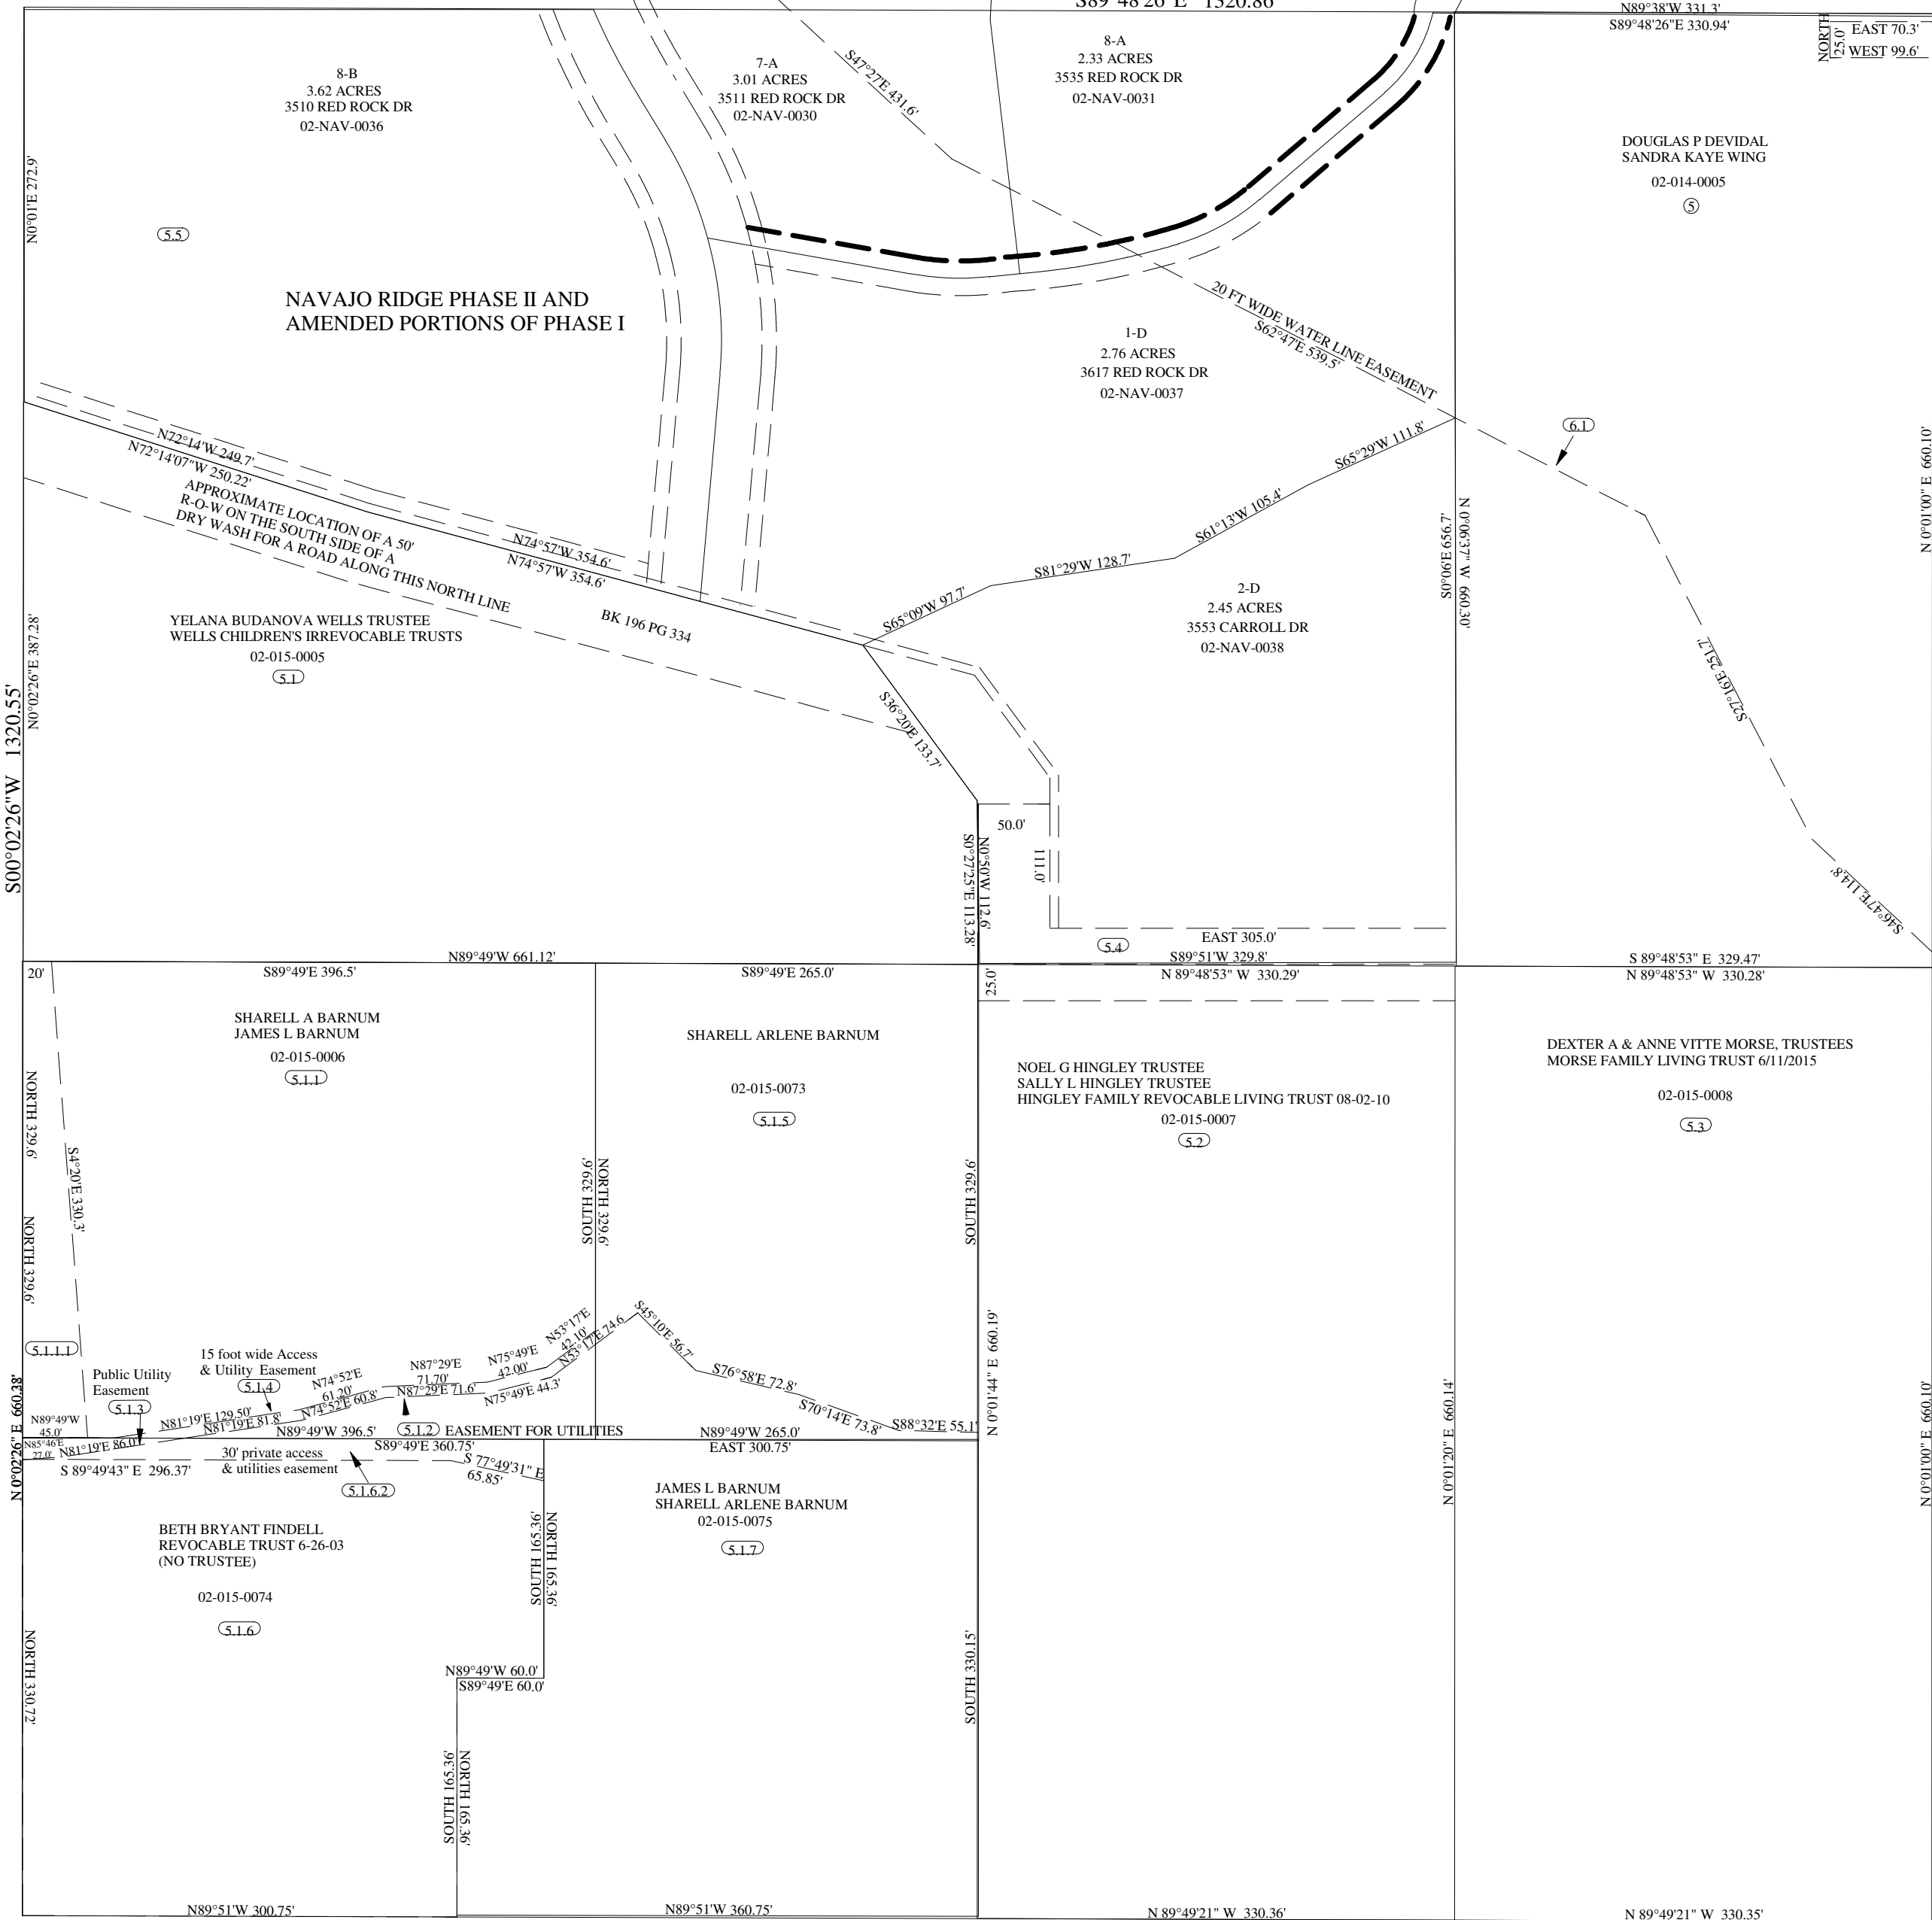 S89°48'26"E 1320.86'
N89°38'W 331.3'
S89°48'26"E 330.94'
NORTH
25.0'
EAST 70.3'
WEST 99.6'
8-B
3.62 ACRES
3510 RED ROCK DR
02-NAV-0036
7-A
3.01 ACRES
3511 RED ROCK DR
02-NAV-0030
S47°27'E 431.6'
8-A
2.33 ACRES
3535 RED ROCK DR
02-NAV-0031
DOUGLAS P DEVIDAL
SANDRA KAYE WING
02-014-0005
5
N0°01'E 272.9'
5.5
NAVAJO RIDGE PHASE II AND
AMENDED PORTIONS OF PHASE I
20 FT WIDE WATER LINE EASEMENT
S62°47'E 539.5'
1-D
2.76 ACRES
3617 RED ROCK DR
02-NAV-0037
6.1
N 0°01'00" E 660.10'
N72°14'W 249.7'
N72°14'07"W 250.22'
APPROXIMATE LOCATION OF A 50'
R-O-W ON THE SOUTH SIDE OF A
DRY WASH FOR A ROAD ALONG THIS NORTH LINE
N74°57'W 354.6'
N74°57'W 354.6'
BK 196 PG 334
S65°29'W 111.8'
S61°13'W 105.4'
S81°29'W 128.7'
S65°09'W 97.7'
S0°06'E 659.7'
N 0°06'37" W 660.30'
2-D
2.45 ACRES
3553 CARROLL DR
02-NAV-0038
YELANA BUDANOVA WELLS TRUSTEE
WELLS CHILDREN'S IRREVOCABLE TRUSTS
02-015-0005
5.1
N0°02'26"E 387.28'
S00°02'26"W 1320.55'
S36°20'E 133.7'
S27°16'E 251.7'
S46°47'E 114.8'
50.0'
111.0'
N0°50'W 112.6'
S0°27'25"E 113.28'
5.4
EAST 305.0'
S89°51'W 329.8'
N89°49'W 661.12'
S 89°48'53" E 329.47'
20'
S89°49'E 396.5'
S89°49'E 265.0'
25.0'
N 89°48'53" W 330.29'
N 89°48'53" W 330.28'
SHARELL A BARNUM
JAMES L BARNUM
02-015-0006
5.1.1
SHARELL ARLENE BARNUM
02-015-0073
5.1.5
NOEL G HINGLEY TRUSTEE
SALLY L HINGLEY TRUSTEE
HINGLEY FAMILY REVOCABLE LIVING TRUST 08-02-10
02-015-0007
5.2
DEXTER A & ANNE VITTE MORSE, TRUSTEES
MORSE FAMILY LIVING TRUST 6/11/2015
02-015-0008
5.3
NORTH 329.6'
S4°20'E 330.3'
NORTH 329.6'
SOUTH 329.6'
NORTH 329.6'
SOUTH 329.6'
N 0°01'44" E 660.19'
5.1.1.1
Public Utility
Easement
5.1.3
15 foot wide Access
& Utility Easement
5.1.4
N74°52'E
61.20'
N87°29'E
71.70'
N75°49'E
42.00'
N53°17'E
42.10'
N53°17'E 74.6
S45°10'E 56.7'
S76°58'E 72.8'
S70°14'E 73.8'
S88°32'E 55.1'
N89°49'W
45.0'
N81°19'E 129.50'
N81°19'E 81.8'
N74°52'E 60.8'
N87°29'E 71.6'
N75°49'E 44.3'
N89°49'W 396.5'
5.1.2 EASEMENT FOR UTILITIES
N89°49'W 265.0'
N85°46'E
27.0'
N81°19'E 86.0'
S89°49'E 360.75'
EAST 300.75'
30' private access
& utilities easement
S 89°49'43" E 296.37'
S 77°49'31" E
65.85'
5.1.6.2
N 0°02'26" E 660.38'
N 0°01'20" E 660.14'
N 0°01'00" E 660.10'
BETH BRYANT FINDELL
REVOCABLE TRUST 6-26-03
(NO TRUSTEE)
02-015-0074
5.1.6
JAMES L BARNUM
SHARELL ARLENE BARNUM
02-015-0075
5.1.7
SOUTH 165.36'
NORTH 165.36'
NORTH 330.72'
N89°49'W 60.0'
S89°49'E 60.0'
SOUTH 330.15'
SOUTH 165.36'
NORTH 165.36'
N89°51'W 300.75'
N89°51'W 360.75'
N 89°49'21" W 330.36'
N 89°49'21" W 330.35'